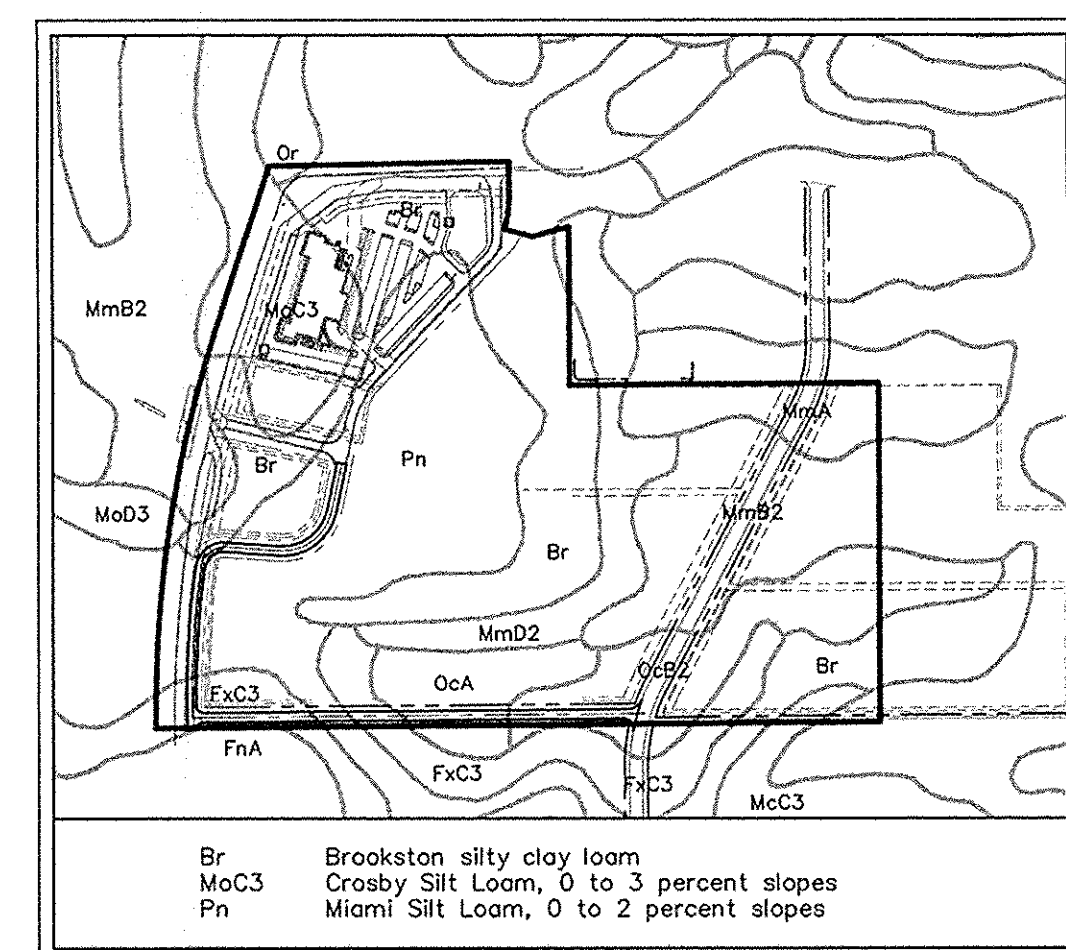 Or
Br
MmB2
McC3
MmA
Br
Pn
MoD3
MmB2
Br
MmD2
OcB2
Br
OcA
FxC3
FnA
FxC3
FxC3
McC3
Br Brookston silty clay loam
MoC3 Crosby Silt Loam, 0 to 3 percent slopes
Pn Miami Silt Loam, 0 to 2 percent slopes